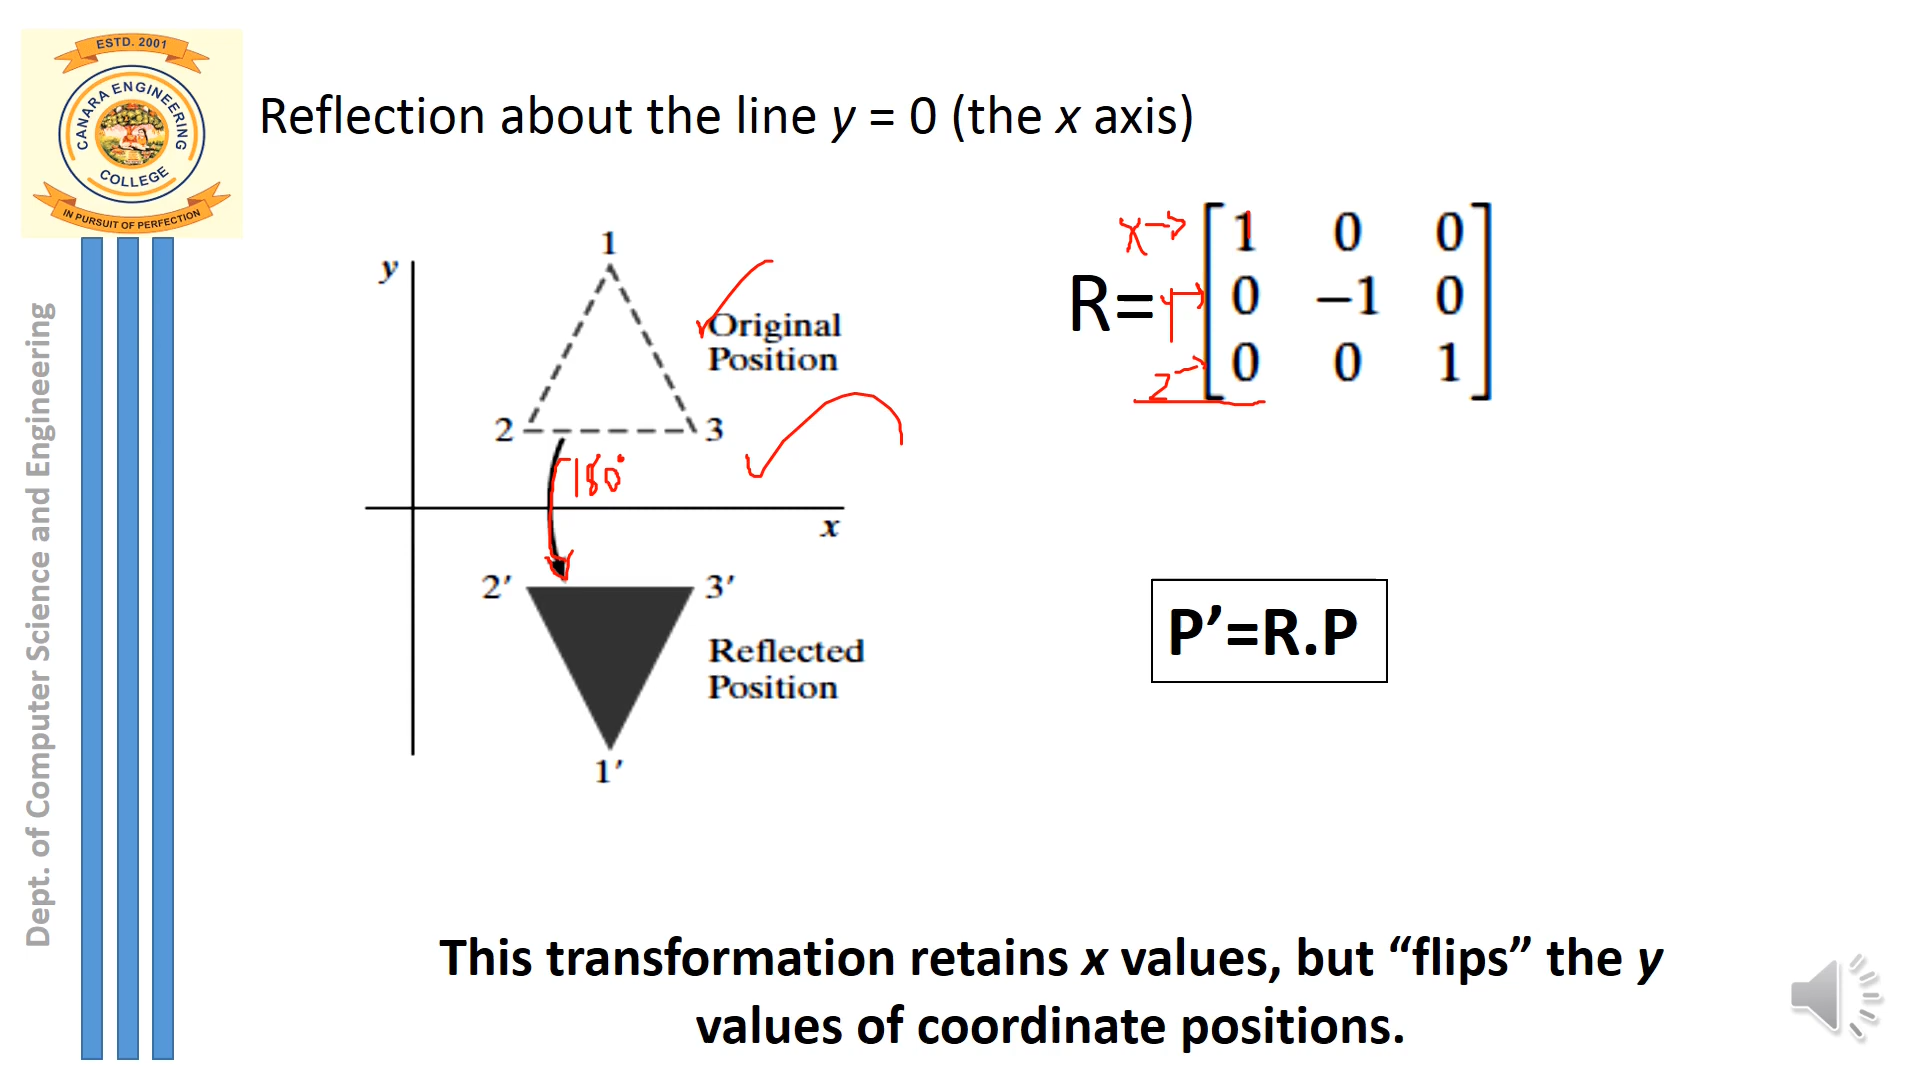 ESTD. 2001
CANARA ENGINEERING
COLLEGE
IN PURSUIT OF PERFECTION
Dept. of Computer Science and Engineering
Reflection about the line y = 0 (the x axis)
y
1
Original
Position
2
3
180°
x
2′
3′
Reflected
Position
1′
x→
1 0 0
R=
0 −1 0
z
0 0 1
P’=R.P
This transformation retains x values, but “flips” the y
values of coordinate positions.